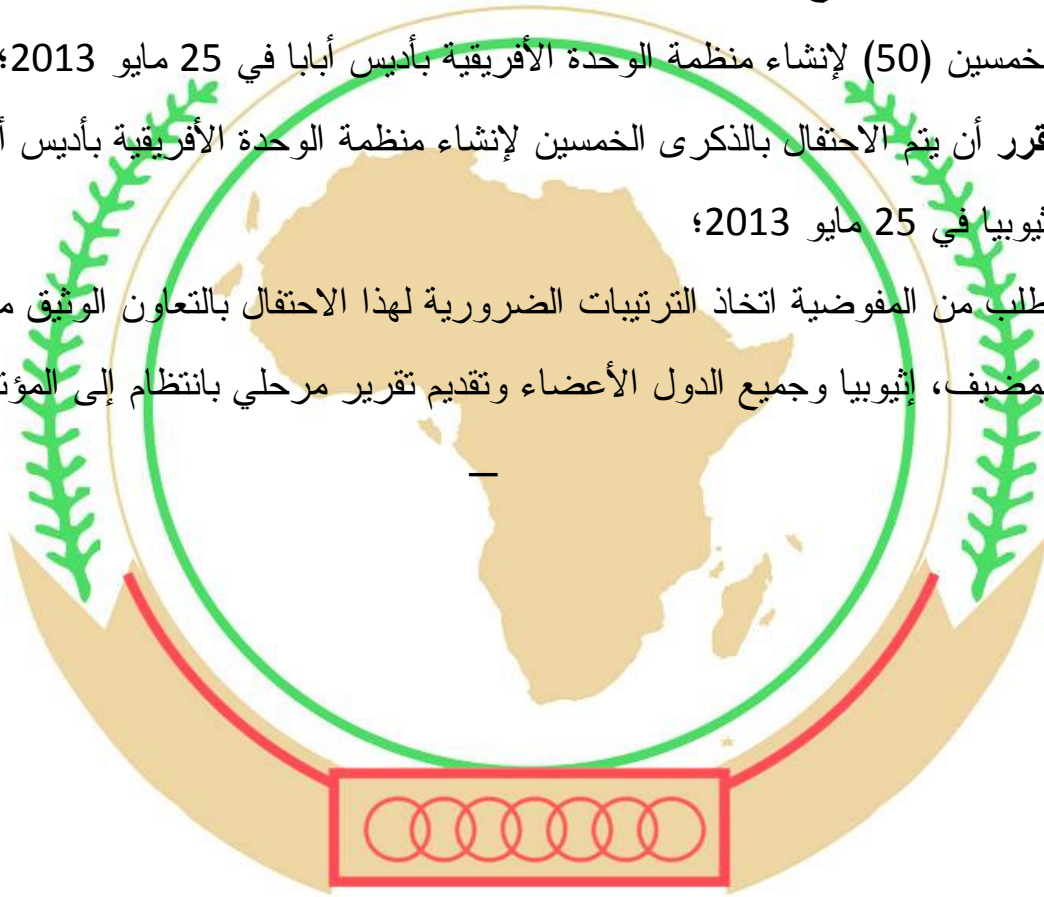 خمسين (50) لإنشاء منظمة الوحدة الأفريقية بأديس أبابا في 25 مايو 2013؛
قرر أن يتم الاحتفال بالذكرى الخمسين لإنشاء منظمة الوحدة الأفريقية بأديس أ
ثيوبيا في 25 مايو 2013؛
طلب من المفوضية اتخاذ الترتيبات الضرورية لهذا الاحتفال بالتعاون الوثيق م
لمضيف، إثيوبيا وجميع الدول الأعضاء وتقديم تقرير مرحلي بانتظام إلى المؤت